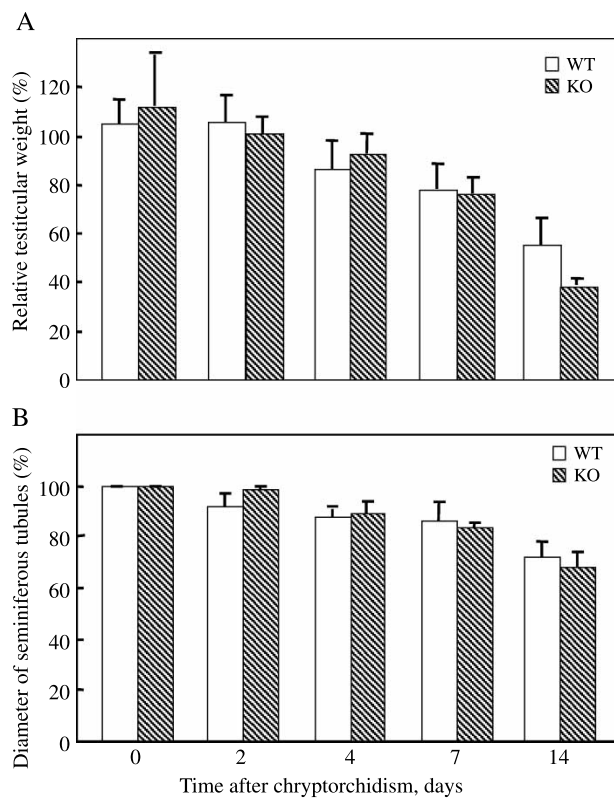 A
Relative testitcular weight (%)
120
100
80
60
40
20
0
WT
KO
B
Diameter of seminiferous tubules (%)
100
80
60
40
20
0
WT
KO
0 2 4 7 14
Time after chryptorchidism, days